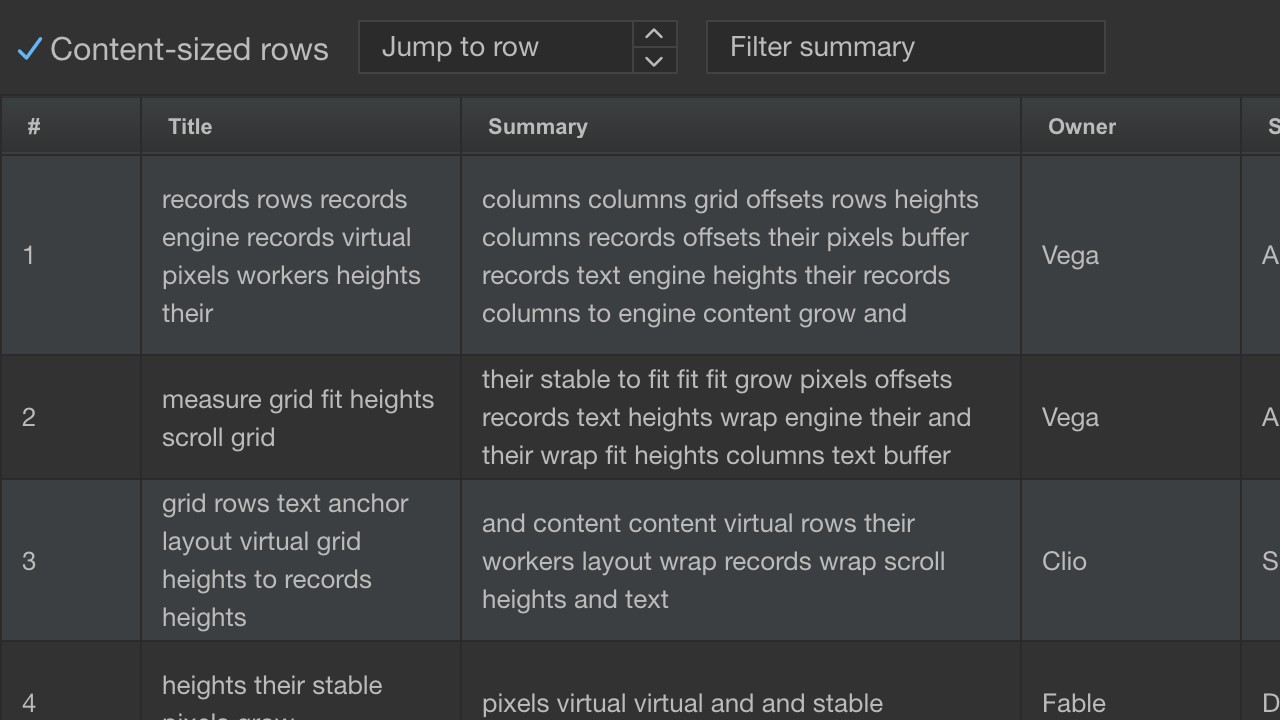 Content-sized rows
Jump to row
Filter summary
# Title Summary Owner
1
records rows records
engine records virtual
pixels workers heights
their
columns columns grid offsets rows heights
columns records offsets their pixels buffer
records text engine heights their records
columns to engine content grow and
Vega
2
measure grid fit heights
scroll grid
their stable to fit fit fit grow pixels offsets
records text heights wrap engine their and
their wrap fit heights columns text buffer
Vega
3
grid rows text anchor
layout virtual grid
heights to records
heights
and content content virtual rows their
workers layout wrap records wrap scroll
heights and text
Clio
4
heights their stable
pixels virtual virtual and and stable
Fable